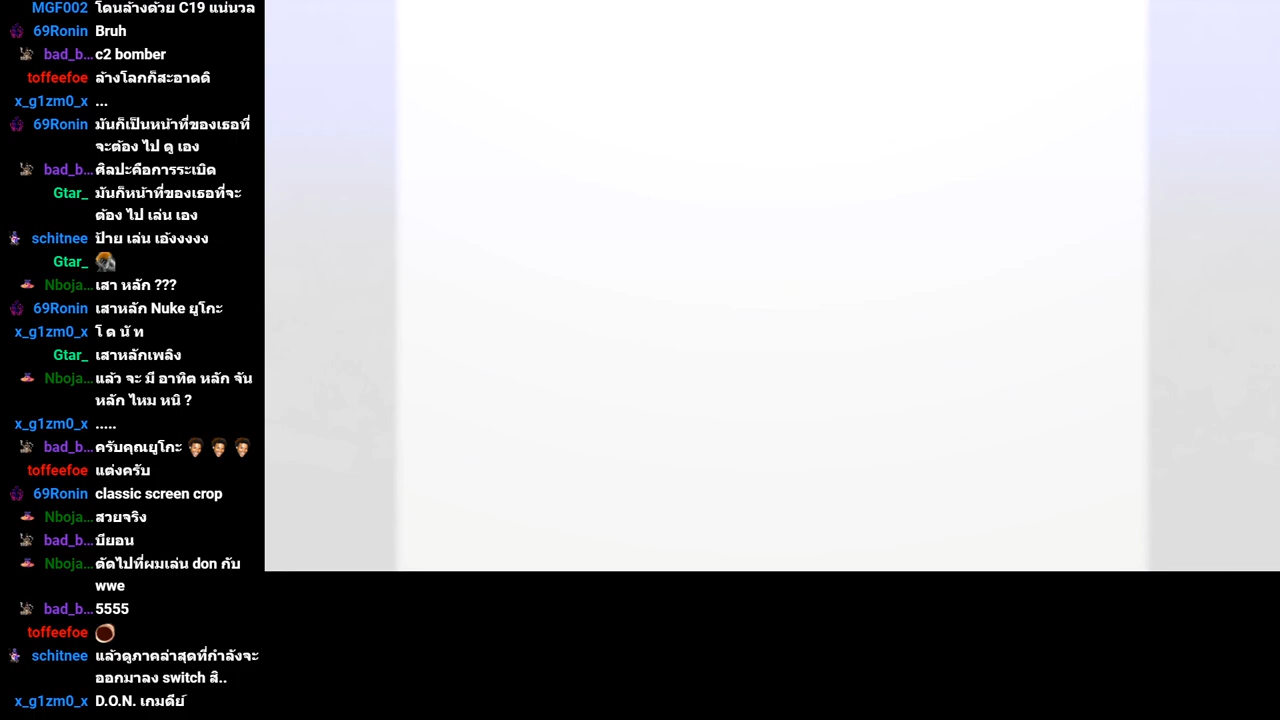 MGF002 โดนล้างด้วย C19 แน่นวล
69Ronin Bruh
bad_b... c2 bomber
toffeefoe ล้างโลกก็สะอาดดิ
x_g1zm0_x ...
69Ronin มันก็เป็นหน้าที่ของเธอที่
จะต้อง ไป ดู เอง
bad_b... ศิลปะคือการระเบิด
Gtar_ มันก็หน้าที่ของเธอที่จะ
ต้อง ไป เล่น เอง
schitnee ป้าย เล่น เอ้งงงงง
Gtar_
Nboja... เสา หลัก ???
69Ronin เสาหลัก Nuke ยูโกะ
x_g1zm0_x โ ด นั ท
Gtar_ เสาหลักเพลิง
Nboja... แล้ว จะ มี อาทิต หลัก จัน
หลัก ไหม หนิ ?
x_g1zm0_x .....
bad_b... ครับคุณยูโกะ
toffeefoe แต่งครับ
69Ronin classic screen crop
Nboja... สวยจริง
bad_b... บียอน
Nboja... ตัดไปที่ผมเล่น don กับ
wwe
bad_b... 5555
toffeefoe
schitnee แล้วดูภาคล่าสุดที่กำลังจะ
ออกมาลง switch สิ..
x_g1zm0_x D.O.N. เกมดีย์